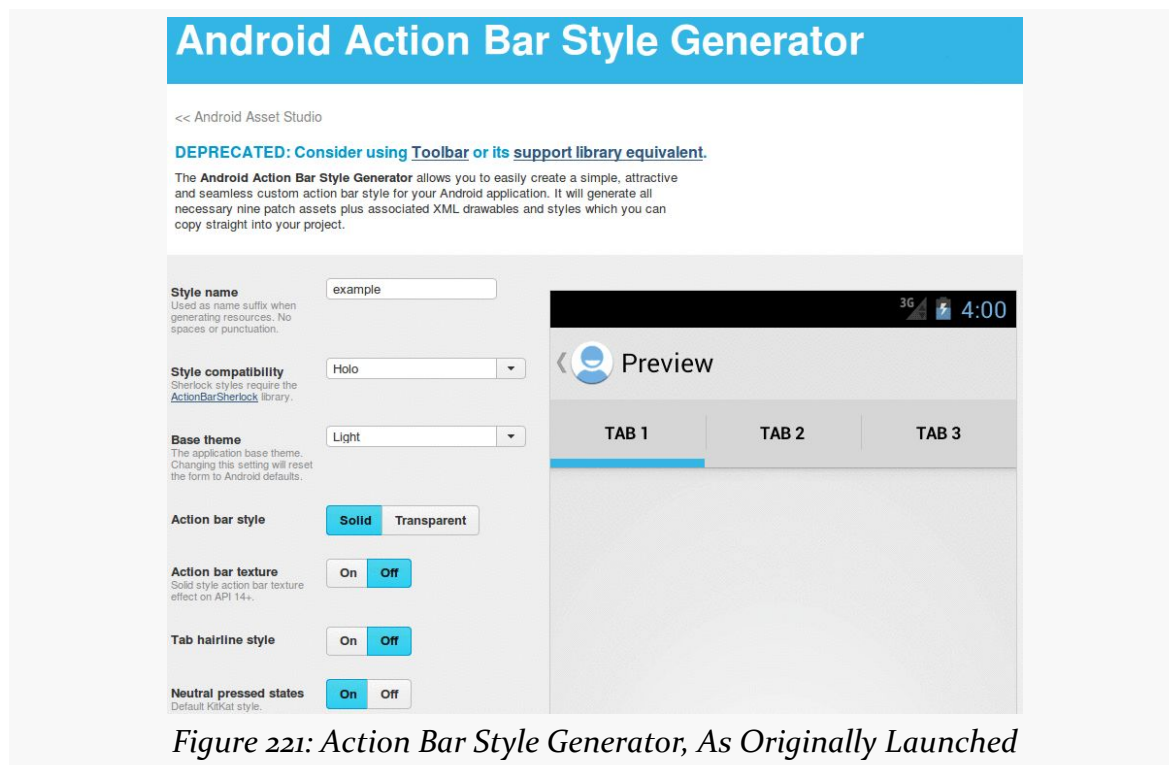 Android Action Bar Style Generator
<< Android Asset Studio
DEPRECATED: Consider using Toolbar or its support library equivalent.
The Android Action Bar Style Generator allows you to easily create a simple, attractive
and seamless custom action bar style for your Android application. It will generate all
necessary nine patch assets plus associated XML drawables and styles which you can
copy straight into your project.
Style name
Used as name suffix when
generating resources. No
spaces or punctuation.
example
Style compatibility
Sherlock styles require the
ActionBarSherlock library.
Holo
Base theme
The application base theme.
Changing this setting will reset
the form to Android defaults.
Light
Action bar style
Solid Transparent
Action bar texture
Solid style action bar texture
effect on API 14+.
On Off
Tab hairline style
On Off
Neutral pressed states
Default KitKat style.
On Off
3G 4:00
Preview
TAB 1 TAB 2 TAB 3
Figure 221: Action Bar Style Generator, As Originally Launched